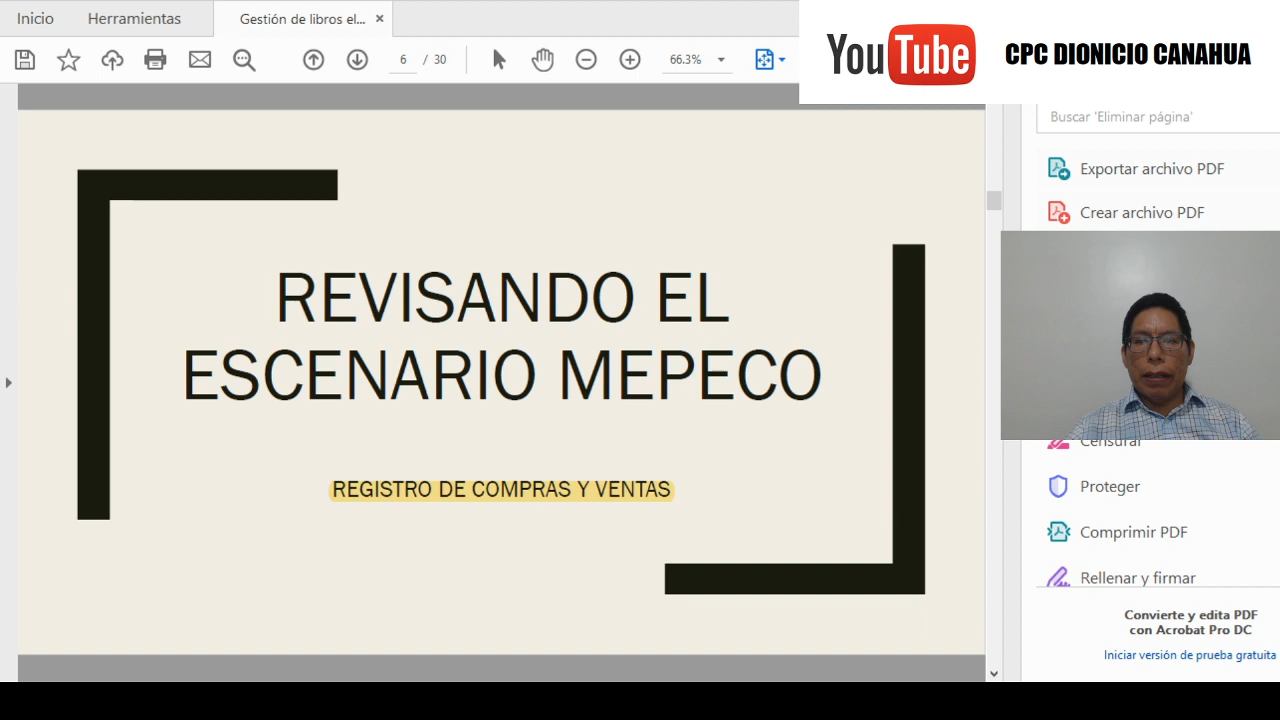 Inicio
Herramientas
Gestión de libros el...
6 / 30
66.3%
YouTube
CPC DIONICIO CANAHUA
Buscar 'Eliminar página'
Exportar archivo PDF
Crear archivo PDF
REVISANDO EL
ESCENARIO MEPECO
REGISTRO DE COMPRAS Y VENTAS
Censurar
Proteger
Comprimir PDF
Rellenar y firmar
Convierte y edita PDF
con Acrobat Pro DC
Iniciar versión de prueba gratuita